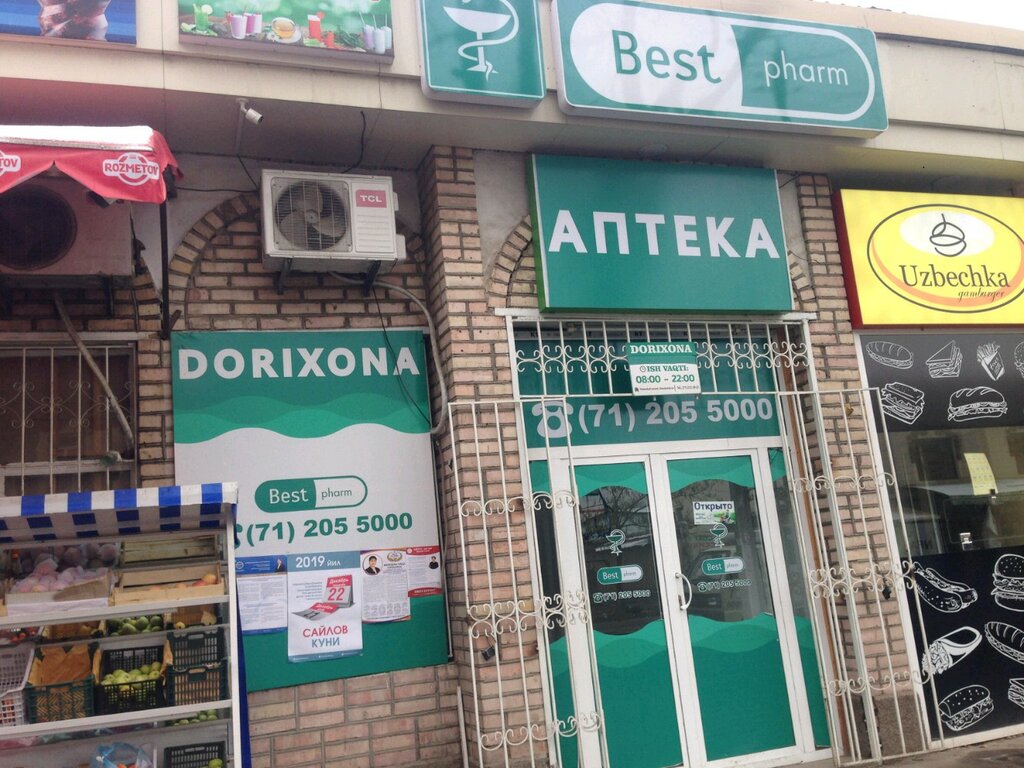 Best pharm
ROZMETOV
TCL
АПТЕКА
Uzbechka
gamburger
DORIXONA
DORIXONA
ISH VAQTI:
08:00 – 22:00
(71) 205 5000
Best pharm
(71) 205 5000
Открыто
2019 йил
Декабрь
22
САЙЛОВ
КУНИ
Best pharm
(71) 205 5000
Best pharm
(71) 205 5000